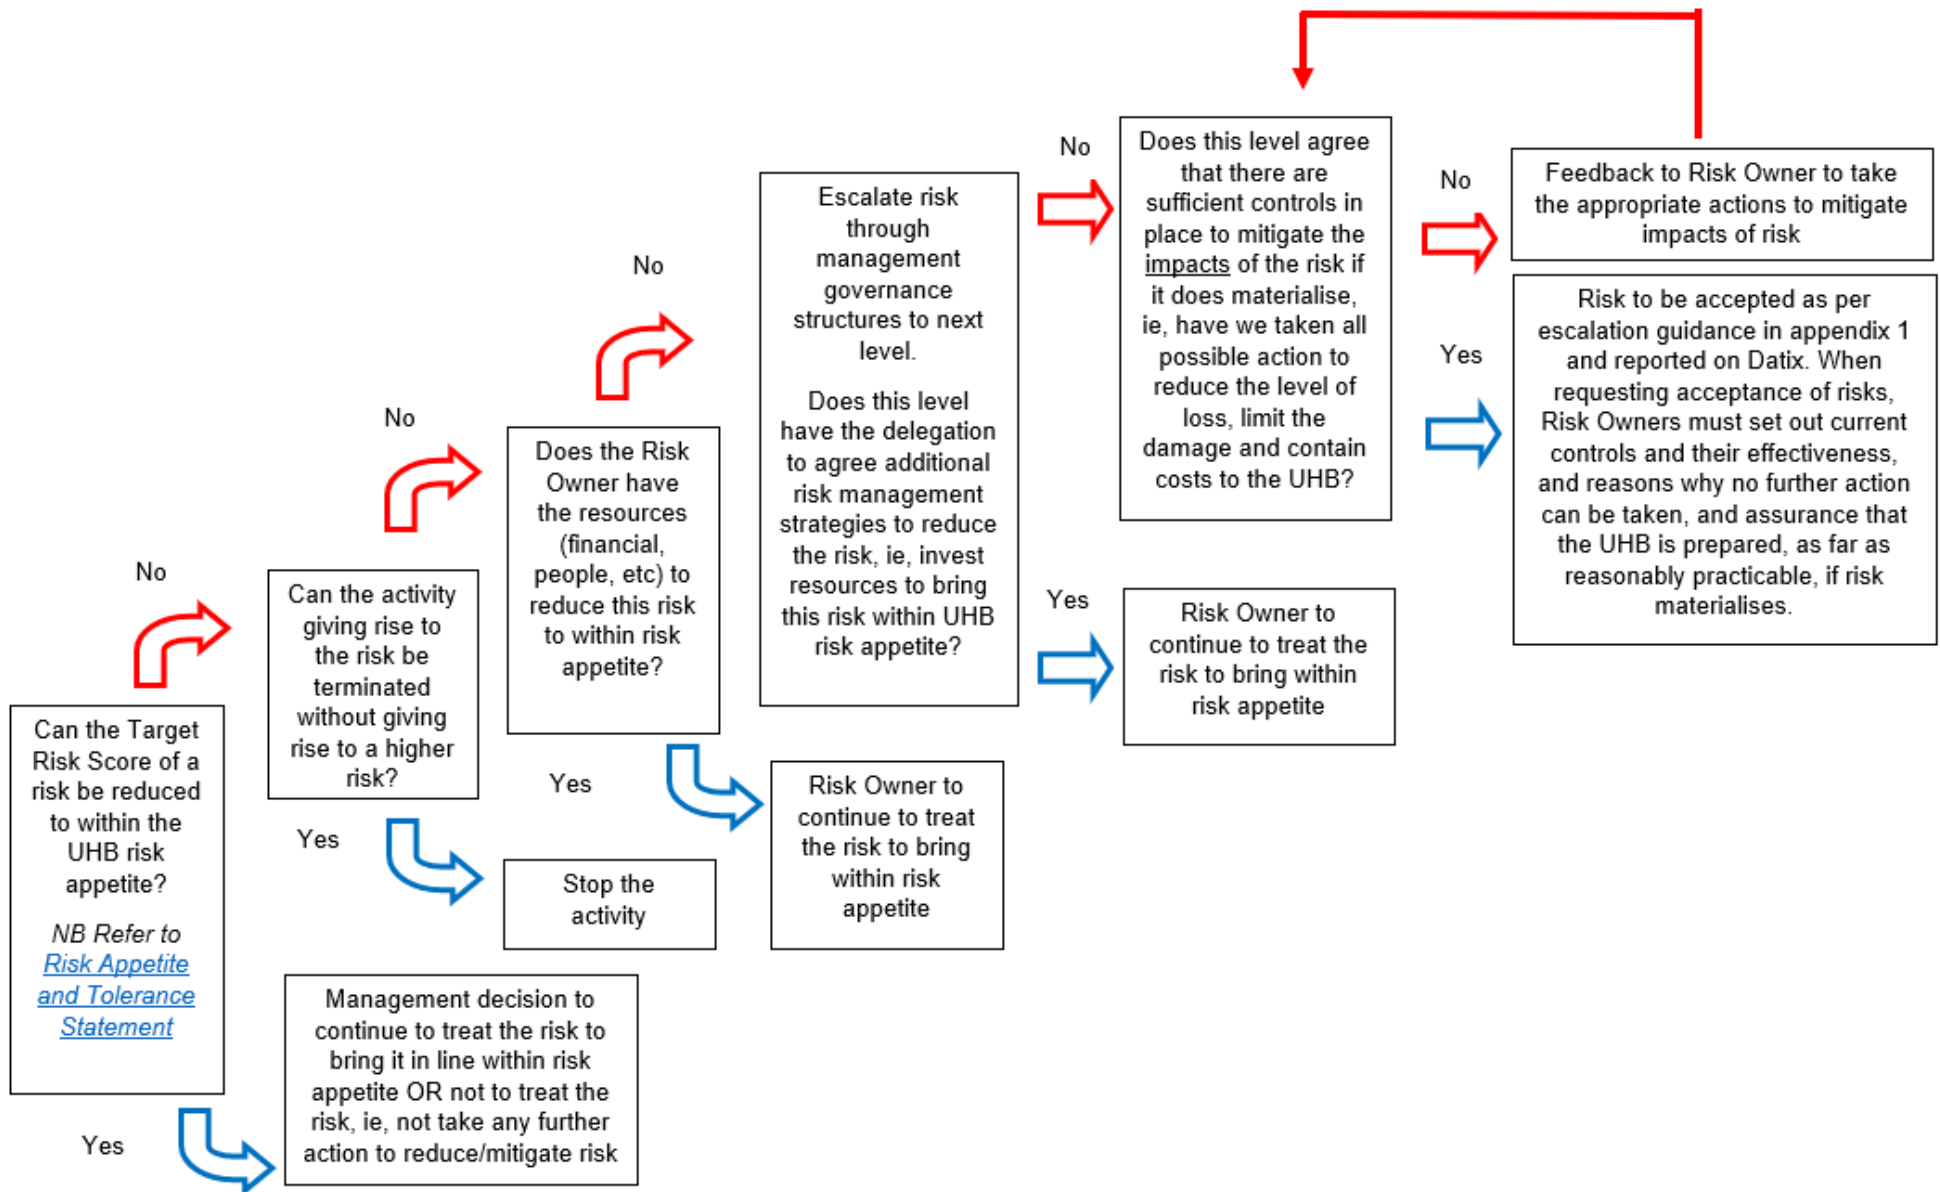 Can the Target
Risk Score of a
risk be reduced
to within the
UHB risk
appetite?
NB Refer to
Risk Appetite
and Tolerance
Statement
No
Yes
Management decision to
continue to treat the risk to
bring it in line within risk
appetite OR not to treat the
risk, ie, not take any further
action to reduce/mitigate risk
Can the activity
giving rise to
the risk be
terminated
without giving
rise to a higher
risk?
No
Yes
Stop the
activity
Does the Risk
Owner have
the resources
(financial,
people, etc) to
reduce this risk
to within risk
appetite?
No
Yes
Risk Owner to
continue to treat
the risk to bring
within risk
appetite
Escalate risk
through
management
governance
structures to next
level.
Does this level
have the delegation
to agree additional
risk management
strategies to reduce
the risk, ie, invest
resources to bring
this risk within UHB
risk appetite?
No
Yes
Risk Owner to
continue to treat the
risk to bring within
risk appetite
Does this level agree
that there are
sufficient controls in
place to mitigate the
impacts of the risk if
it does materialise,
ie, have we taken all
possible action to
reduce the level of
loss, limit the
damage and contain
costs to the UHB?
No
Feedback to Risk Owner to take
the appropriate actions to mitigate
impacts of risk
Yes
Risk to be accepted as per
escalation guidance in appendix 1
and reported on Datix. When
requesting acceptance of risks,
Risk Owners must set out current
controls and their effectiveness,
and reasons why no further action
can be taken, and assurance that
the UHB is prepared, as far as
reasonably practicable, if risk
materialises.